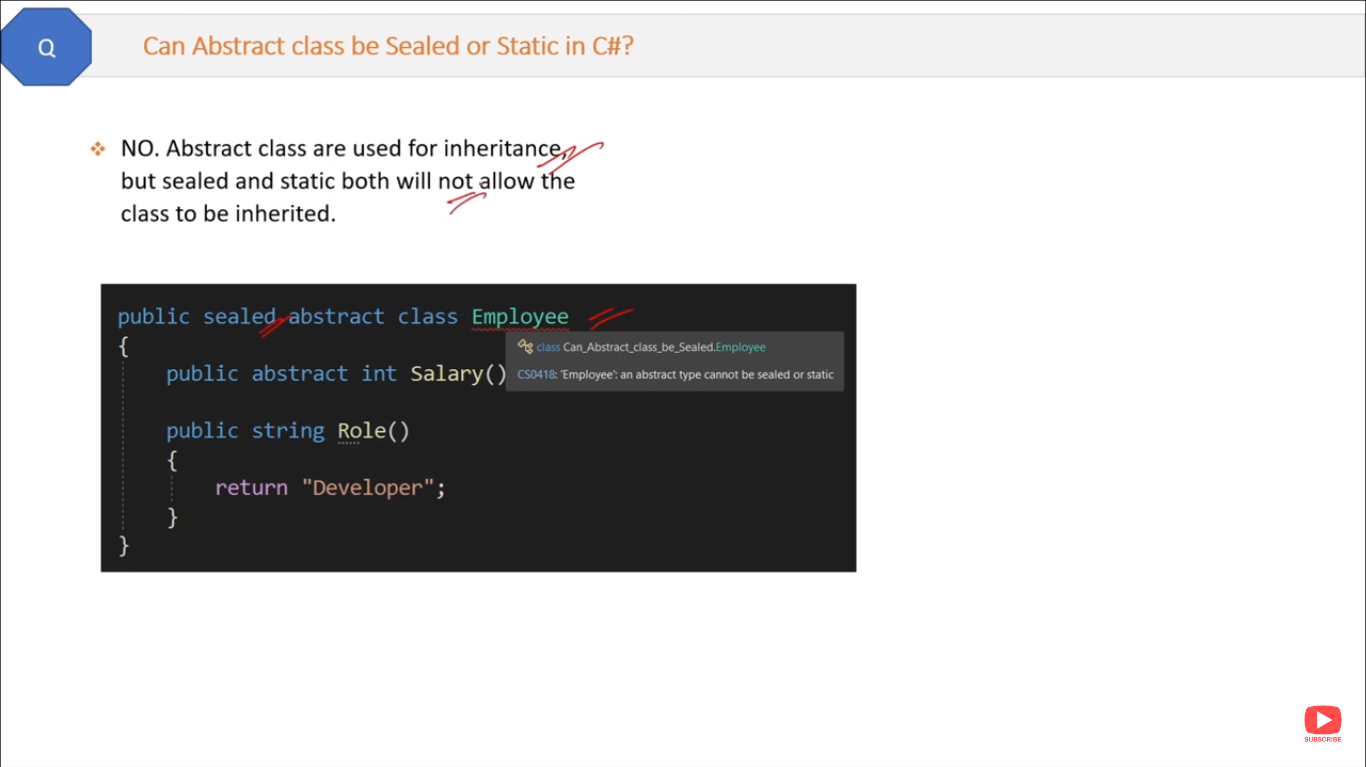 Q
Can Abstract class be Sealed or Static in C#?
❖ NO. Abstract class are used for inheritance,
but sealed and static both will not allow the
class to be inherited.
public sealed abstract class Employee
{
class Can_Abstract_class_be_Sealed.Employee
public abstract int Salary()
CS0418: 'Employee': an abstract type cannot be sealed or static
public string Role()
{
return "Developer";
}
}
SUBSCRIBE